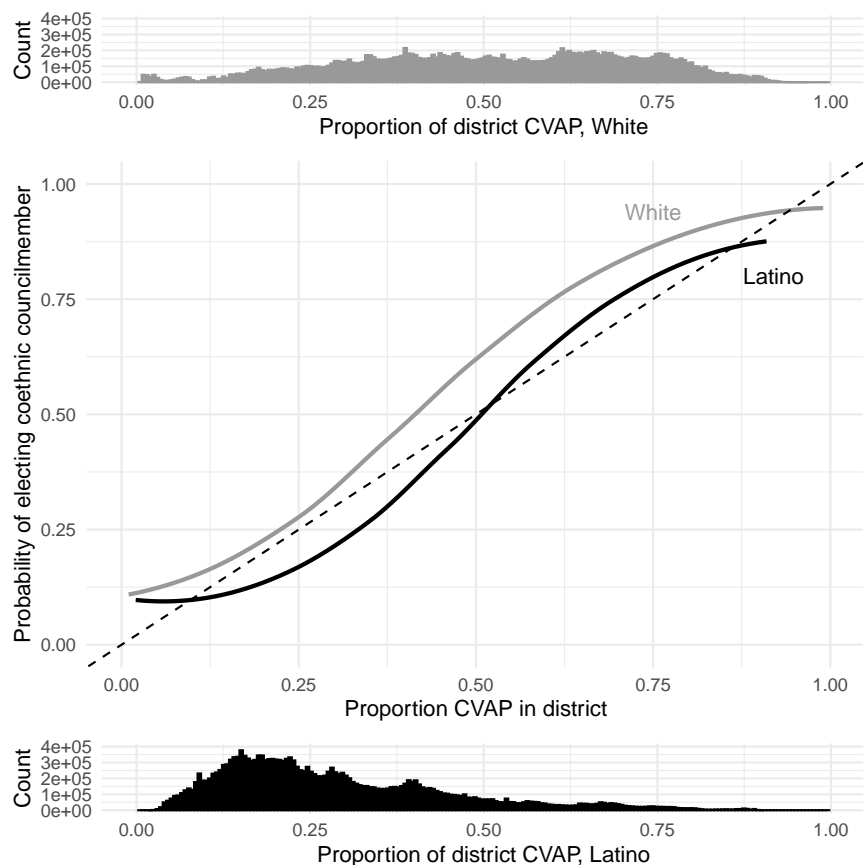 Count
4e+05
3e+05
2e+05
1e+05
0e+00
0.00 0.25 0.50 0.75 1.00
Proportion of district CVAP, White
Probability of electing coethnic councilmember
1.00
0.75
0.50
0.25
0.00
White
Latino
0.00 0.25 0.50 0.75 1.00
Proportion CVAP in district
Count
4e+05
3e+05
2e+05
1e+05
0e+00
0.00 0.25 0.50 0.75 1.00
Proportion of district CVAP, Latino